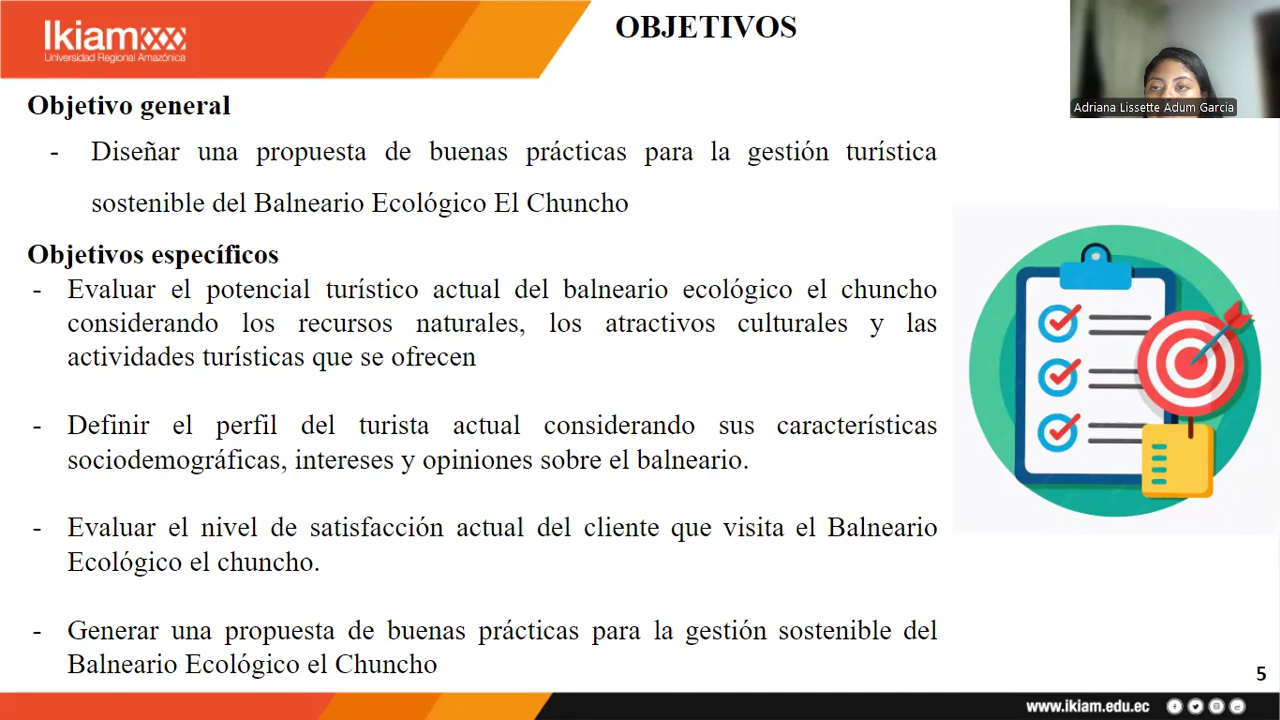 Ikiam
Universidad Regional Amazónica
OBJETIVOS
Adriana Lissette Adum Garcia
Objetivo general
- Diseñar una propuesta de buenas prácticas para la gestión turística
sostenible del Balneario Ecológico El Chuncho
Objetivos específicos
- Evaluar el potencial turístico actual del balneario ecológico el chuncho
considerando los recursos naturales, los atractivos culturales y las
actividades turísticas que se ofrecen
- Definir el perfil del turista actual considerando sus características
sociodemográficas, intereses y opiniones sobre el balneario.
- Evaluar el nivel de satisfacción actual del cliente que visita el Balneario
Ecológico el chuncho.
- Generar una propuesta de buenas prácticas para la gestión sostenible del
Balneario Ecológico el Chuncho
5
www.ikiam.edu.ec